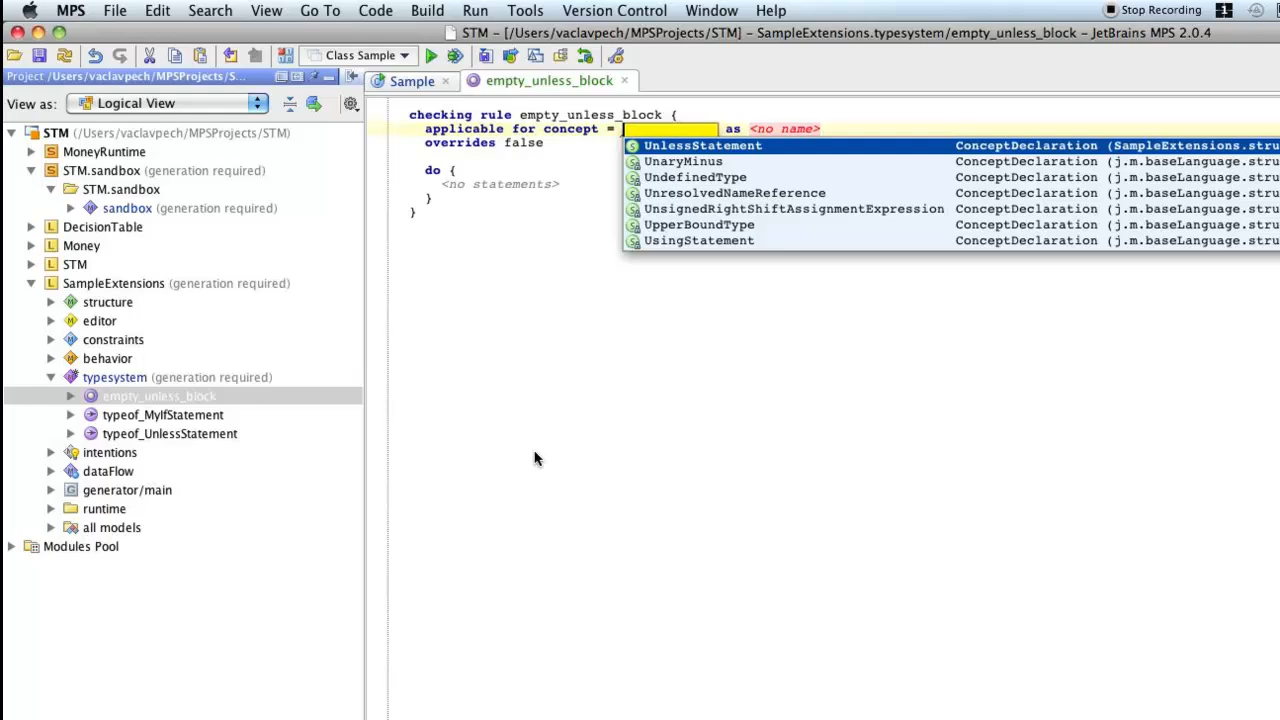 MPS File Edit Search View Go To Code Build Run Tools Version Control Window MPS Help Stop Recording 1
STM – [/Users/vaclavpech/MPSProjects/STM] – SampleExtensions.typesystem/empty_unless_block – JetBrains MPS 2.0.4
Class Sample
Project /Users/vaclavpech/MPSProjects/S...
Sample
empty_unless_block
View as: Logical View
STM (/Users/vaclavpech/MPSProjects/STM)
MoneyRuntime
STM.sandbox (generation required)
STM.sandbox
sandbox (generation required)
DecisionTable
Money
STM
SampleExtensions (generation required)
structure
editor
constraints
behavior
typesystem (generation required)
empty_unless_block
typeof_MyIfStatement
typeof_UnlessStatement
intentions
dataFlow
generator/main
runtime
all models
Modules Pool
checking rule empty_unless_block {
applicable for concept = as <no name>
overrides false
do {
<no statements>
}
}
UnlessStatement ConceptDeclaration (SampleExtensions.stru
UnaryMinus ConceptDeclaration (j.m.baseLanguage.stru
UndefinedType ConceptDeclaration (j.m.baseLanguage.stru
UnresolvedNameReference ConceptDeclaration (j.m.baseLanguage.stru
UnsignedRightShiftAssignmentExpression ConceptDeclaration (j.m.baseLanguage.stru
UpperBoundType ConceptDeclaration (j.m.baseLanguage.stru
UsingStatement ConceptDeclaration (j.m.baseLanguage.stru